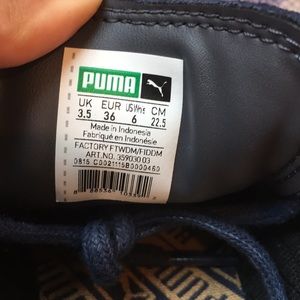 PUMA
UK EUR US/Wns CM
3.5 36 6 22.5
Made in Indonesia
Fabriqué en Indonésie
FACTORY FTWDM/FIDDM
ART.NO. 359030 03